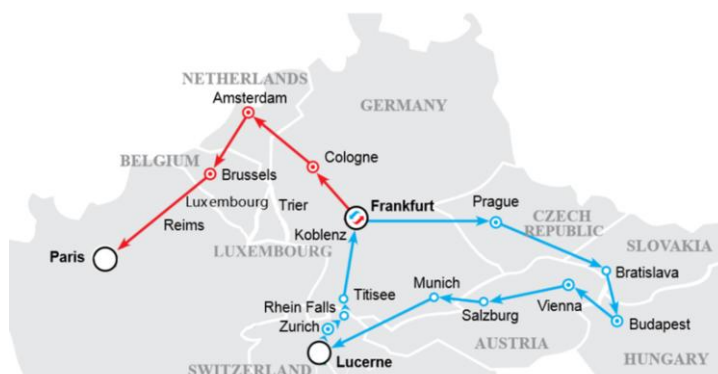 NETHERLANDS
Amsterdam
GERMANY
BELGIUM
Brussels
Cologne
Luxembourg
Trier
Reims
Frankfurt
Koblenz
Prague
CZECH
REPUBLIC
SLOVAKIA
Paris
LUXEMBOURG
Bratislava
Titisee
Munich
Rhein Falls
Vienna
Salzburg
Zurich
Budapest
AUSTRIA
Lucerne
SWITZERLAND
HUNGARY